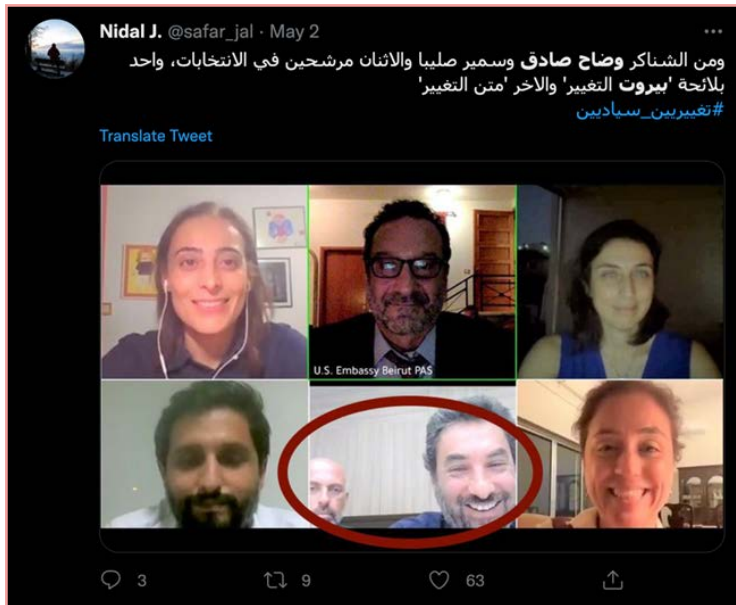 Nidal J. @safar_jal · May 2
ومن الشناكر وضاح صادق وسمير صليبا والاثنان مرشحين في الانتخابات، واحد
بلائحة 'بيروت التغيير' والاخر 'متن التغيير'
#تغييريين_سياديين
Translate Tweet
U.S. Embassy Beirut PAS
3 9 63